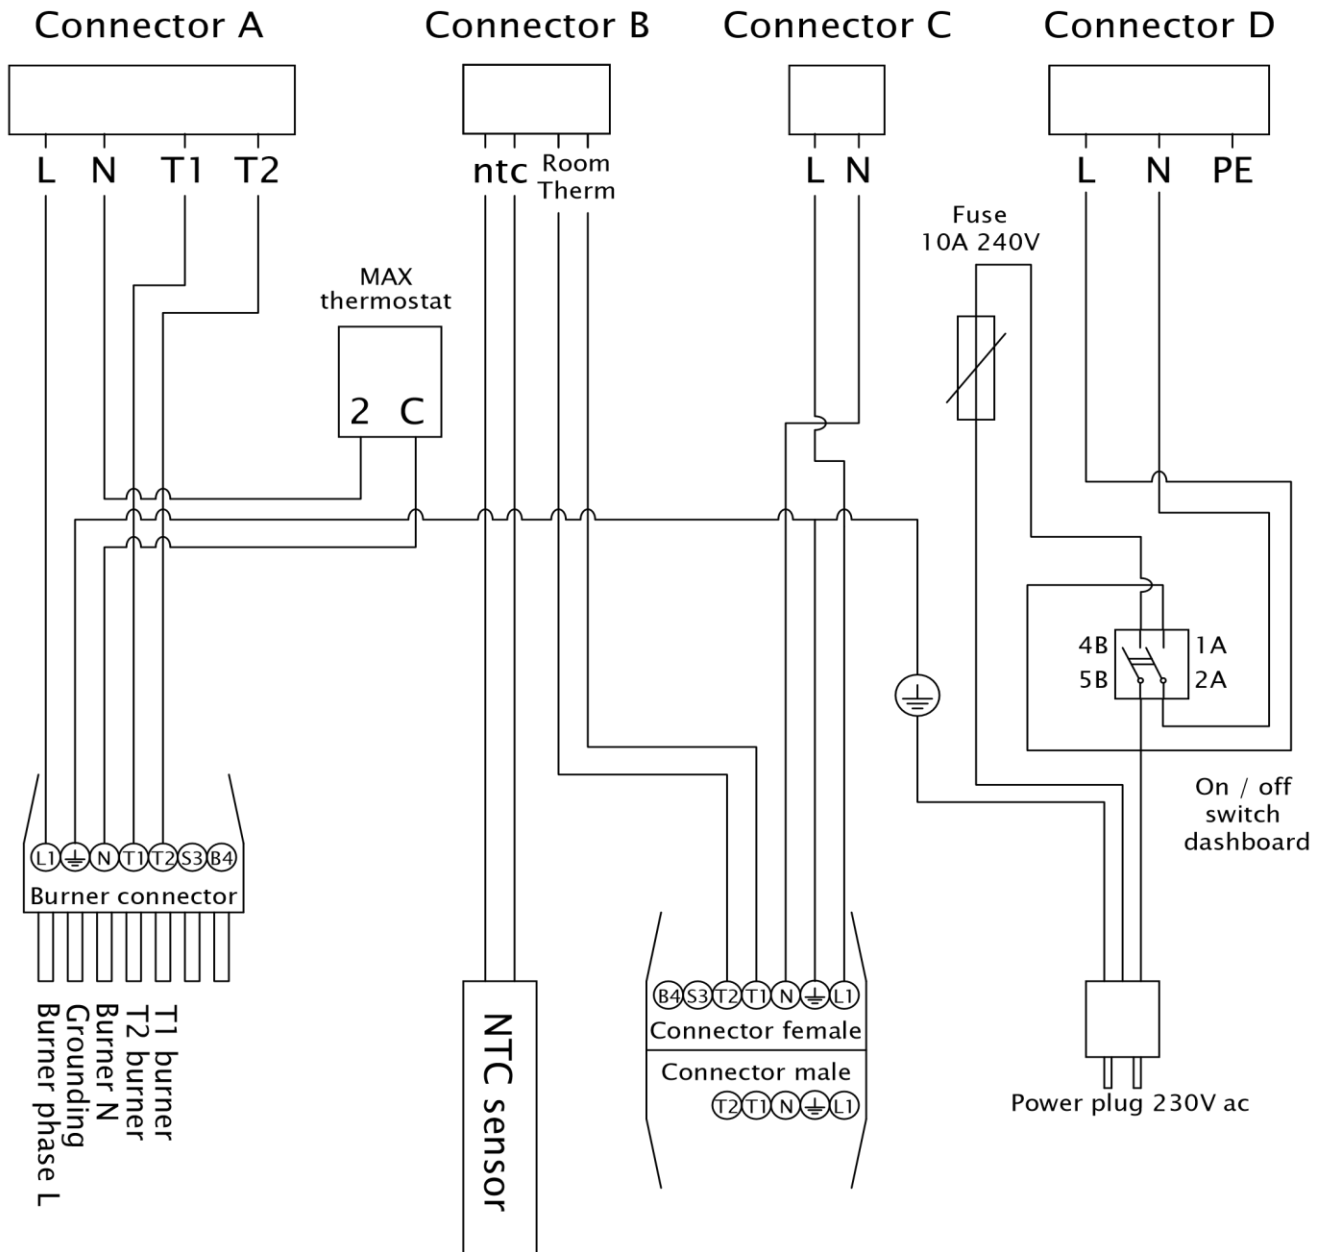 Connector A
Connector B
Connector C
Connector D
L N T1 T2
ntc
Room
Therm
L N
L N PE
Fuse
10A 240V
MAX
thermostat
2 C
4B 1A
5B 2A
On / off
switch
dashboard
L1 N T1 T2 S3 B4
Burner connector
Burner phase L
Grounding
Burner N
T2 burner
T1 burner
NTC sensor
B4 S3 T2 T1 N L1
Connector female
Connector male
T2 T1 N L1
Power plug 230V ac